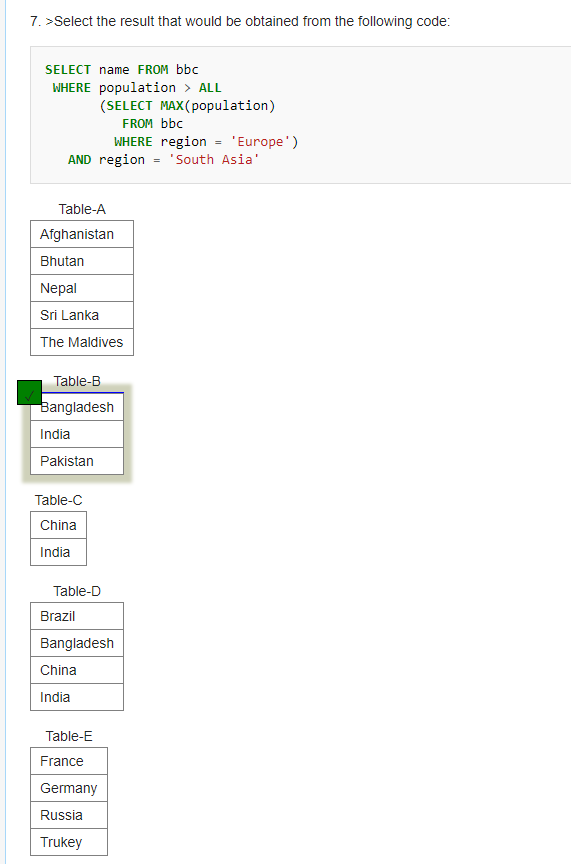 7. >Select the result that would be obtained from the following code:
SELECT name FROM bbc
WHERE population > ALL
(SELECT MAX(population)
FROM bbc
WHERE region = 'Europe')
AND region = 'South Asia'
Table-A
Afghanistan
Bhutan
Nepal
Sri Lanka
The Maldives
Table-B
Bangladesh
India
Pakistan
Table-C
China
India
Table-D
Brazil
Bangladesh
China
India
Table-E
France
Germany
Russia
Trukey